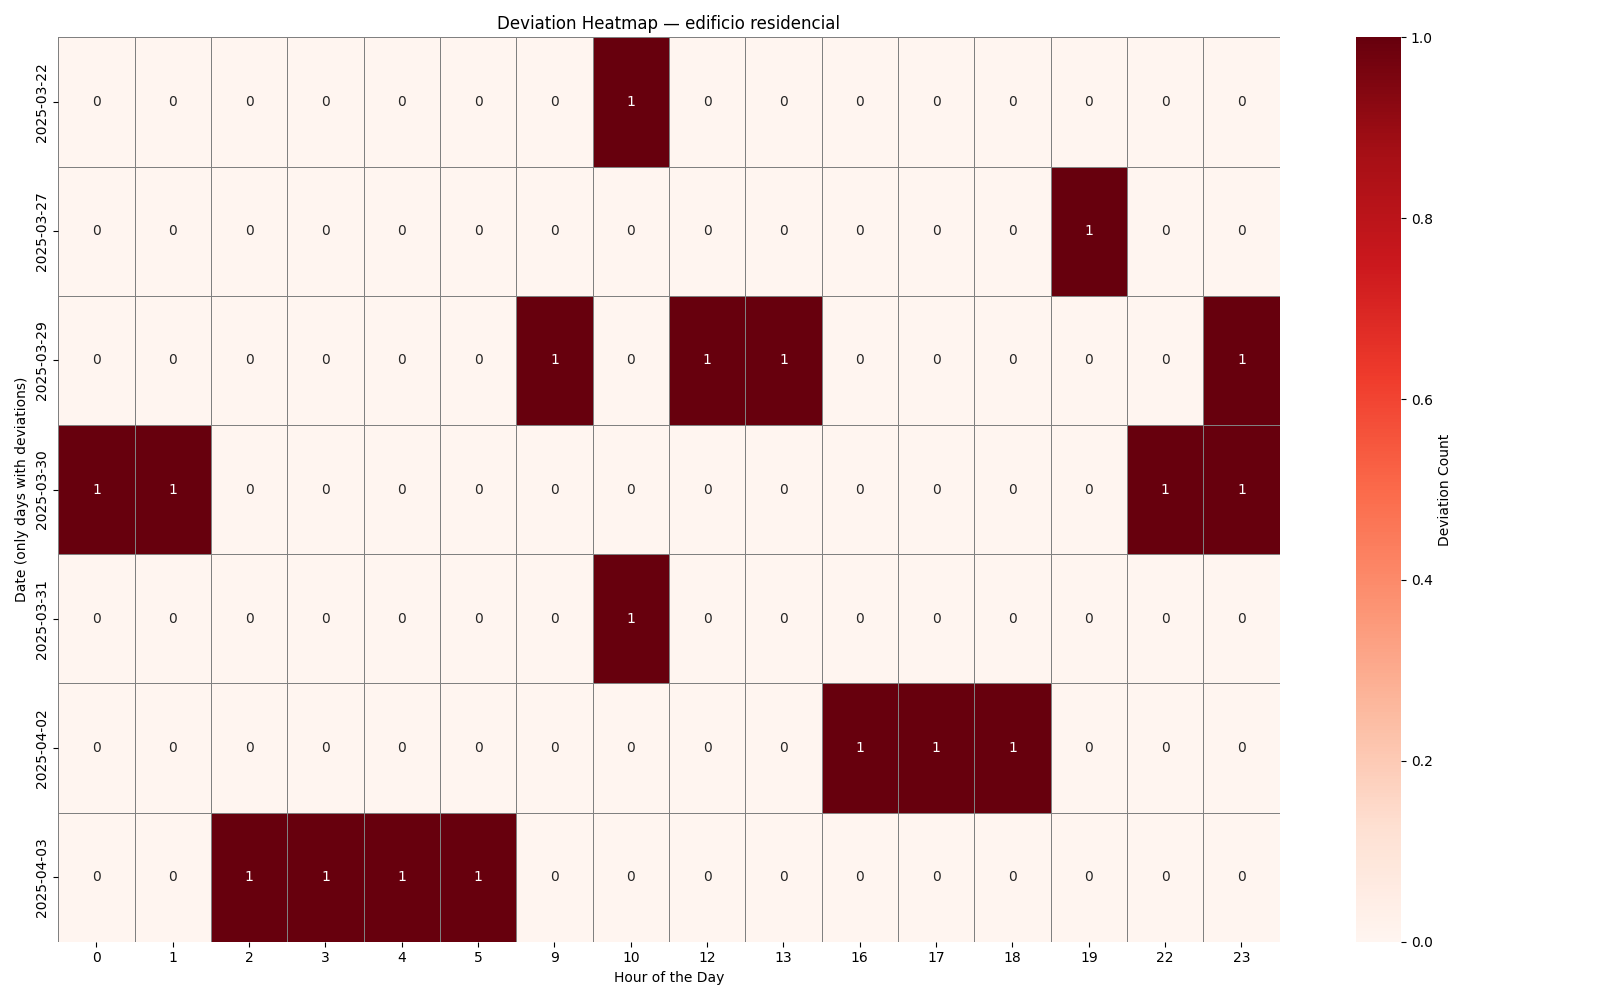 Deviation Heatmap — edificio residencial
Date (only days with deviations)
2025-03-22
0 0 0 0 0 0 0 1 0 0 0 0 0 0 0 0
2025-03-27
0 0 0 0 0 0 0 0 0 0 0 0 0 1 0 0
2025-03-29
0 0 0 0 0 0 1 0 1 1 0 0 0 0 0 1
2025-03-30
1 1 0 0 0 0 0 0 0 0 0 0 0 0 1 1
2025-03-31
0 0 0 0 0 0 0 1 0 0 0 0 0 0 0 0
2025-04-02
0 0 0 0 0 0 0 0 0 0 1 1 1 0 0 0
2025-04-03
0 0 1 1 1 1 0 0 0 0 0 0 0 0 0 0
0 1 2 3 4 5 9 10 12 13 16 17 18 19 22 23
Hour of the Day
1.0
0.8
0.6
0.4
0.2
0.0
Deviation Count